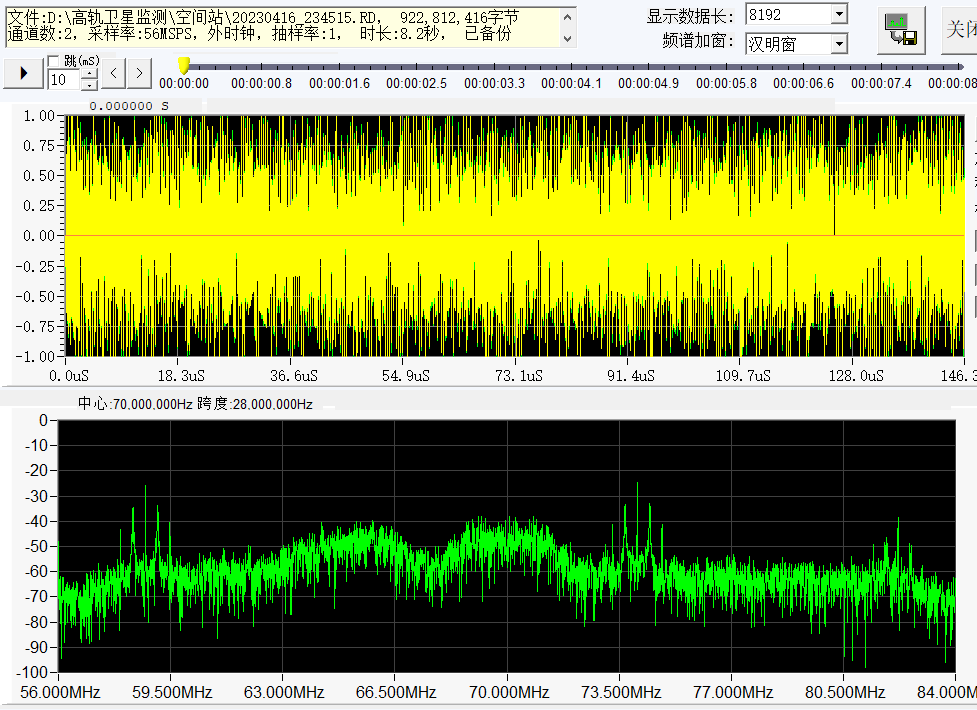 文件:D:\高轨卫星监测\空间站\20230416_234515.RD, 922,812,416字节
通道数:2, 采样率:56MSPS, 外时钟, 抽样率:1, 时长:8.2秒, 已备份
显示数据长: 8192
频谱加窗: 汉明窗
关闭
跳(mS)
10
00:00:00 00:00:00.8 00:00:01.6 00:00:02.5 00:00:03.3 00:00:04.1 00:00:04.9 00:00:05.8 00:00:06.6 00:00:07.4 00:00:08
0.000000 S
1.00
0.75
0.50
0.25
0.00
-0.25
-0.50
-0.75
-1.00
0.0uS 18.3uS 36.6uS 54.9uS 73.1uS 91.4uS 109.7uS 128.0uS 146.3
中心:70,000,000Hz 跨度:28,000,000Hz
0
-10
-20
-30
-40
-50
-60
-70
-80
-90
-100
56.000MHz 59.500MHz 63.000MHz 66.500MHz 70.000MHz 73.500MHz 77.000MHz 80.500MHz 84.000M